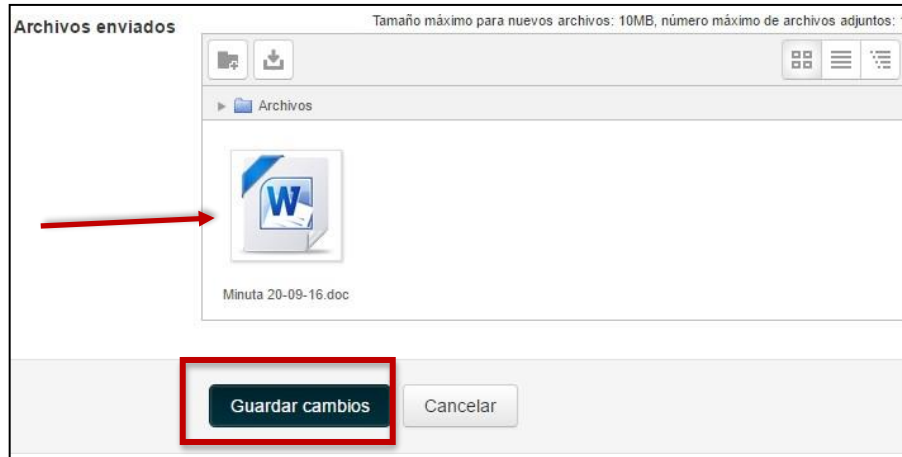 Archivos enviados
Tamaño máximo para nuevos archivos: 10MB, número máximo de archivos adjuntos:
Archivos
W
Minuta 20-09-16.doc
Guardar cambios
Cancelar